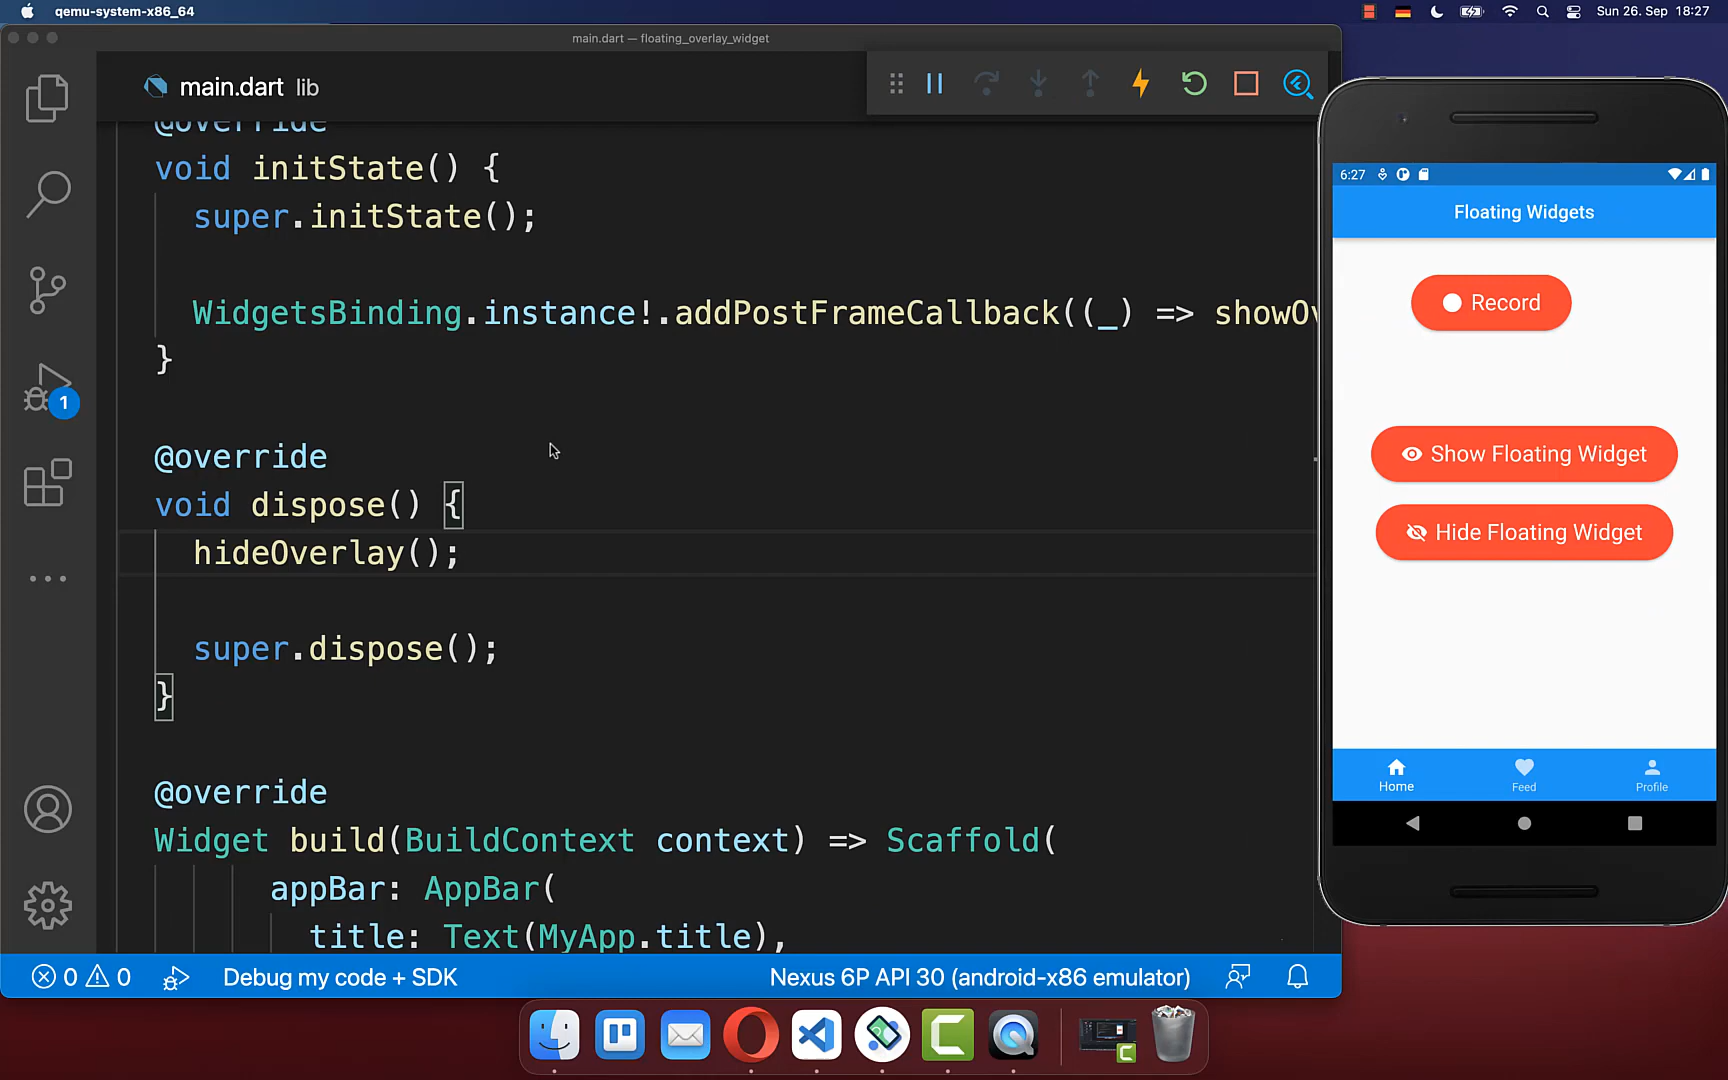 qemu-system-x86_64
Sun 26. Sep 18:27
main.dart — floating_overlay_widget
main.dart lib
@override
void initState() {
super.initState();
WidgetsBinding.instance!.addPostFrameCallback((_) => showOv
}
@override
void dispose() {
hideOverlay();
super.dispose();
}
@override
Widget build(BuildContext context) => Scaffold(
appBar: AppBar(
title: Text(MyApp.title),
1
0 0 Debug my code + SDK
Nexus 6P API 30 (android-x86 emulator)
6:27
Floating Widgets
Record
Show Floating Widget
Hide Floating Widget
Home Feed Profile